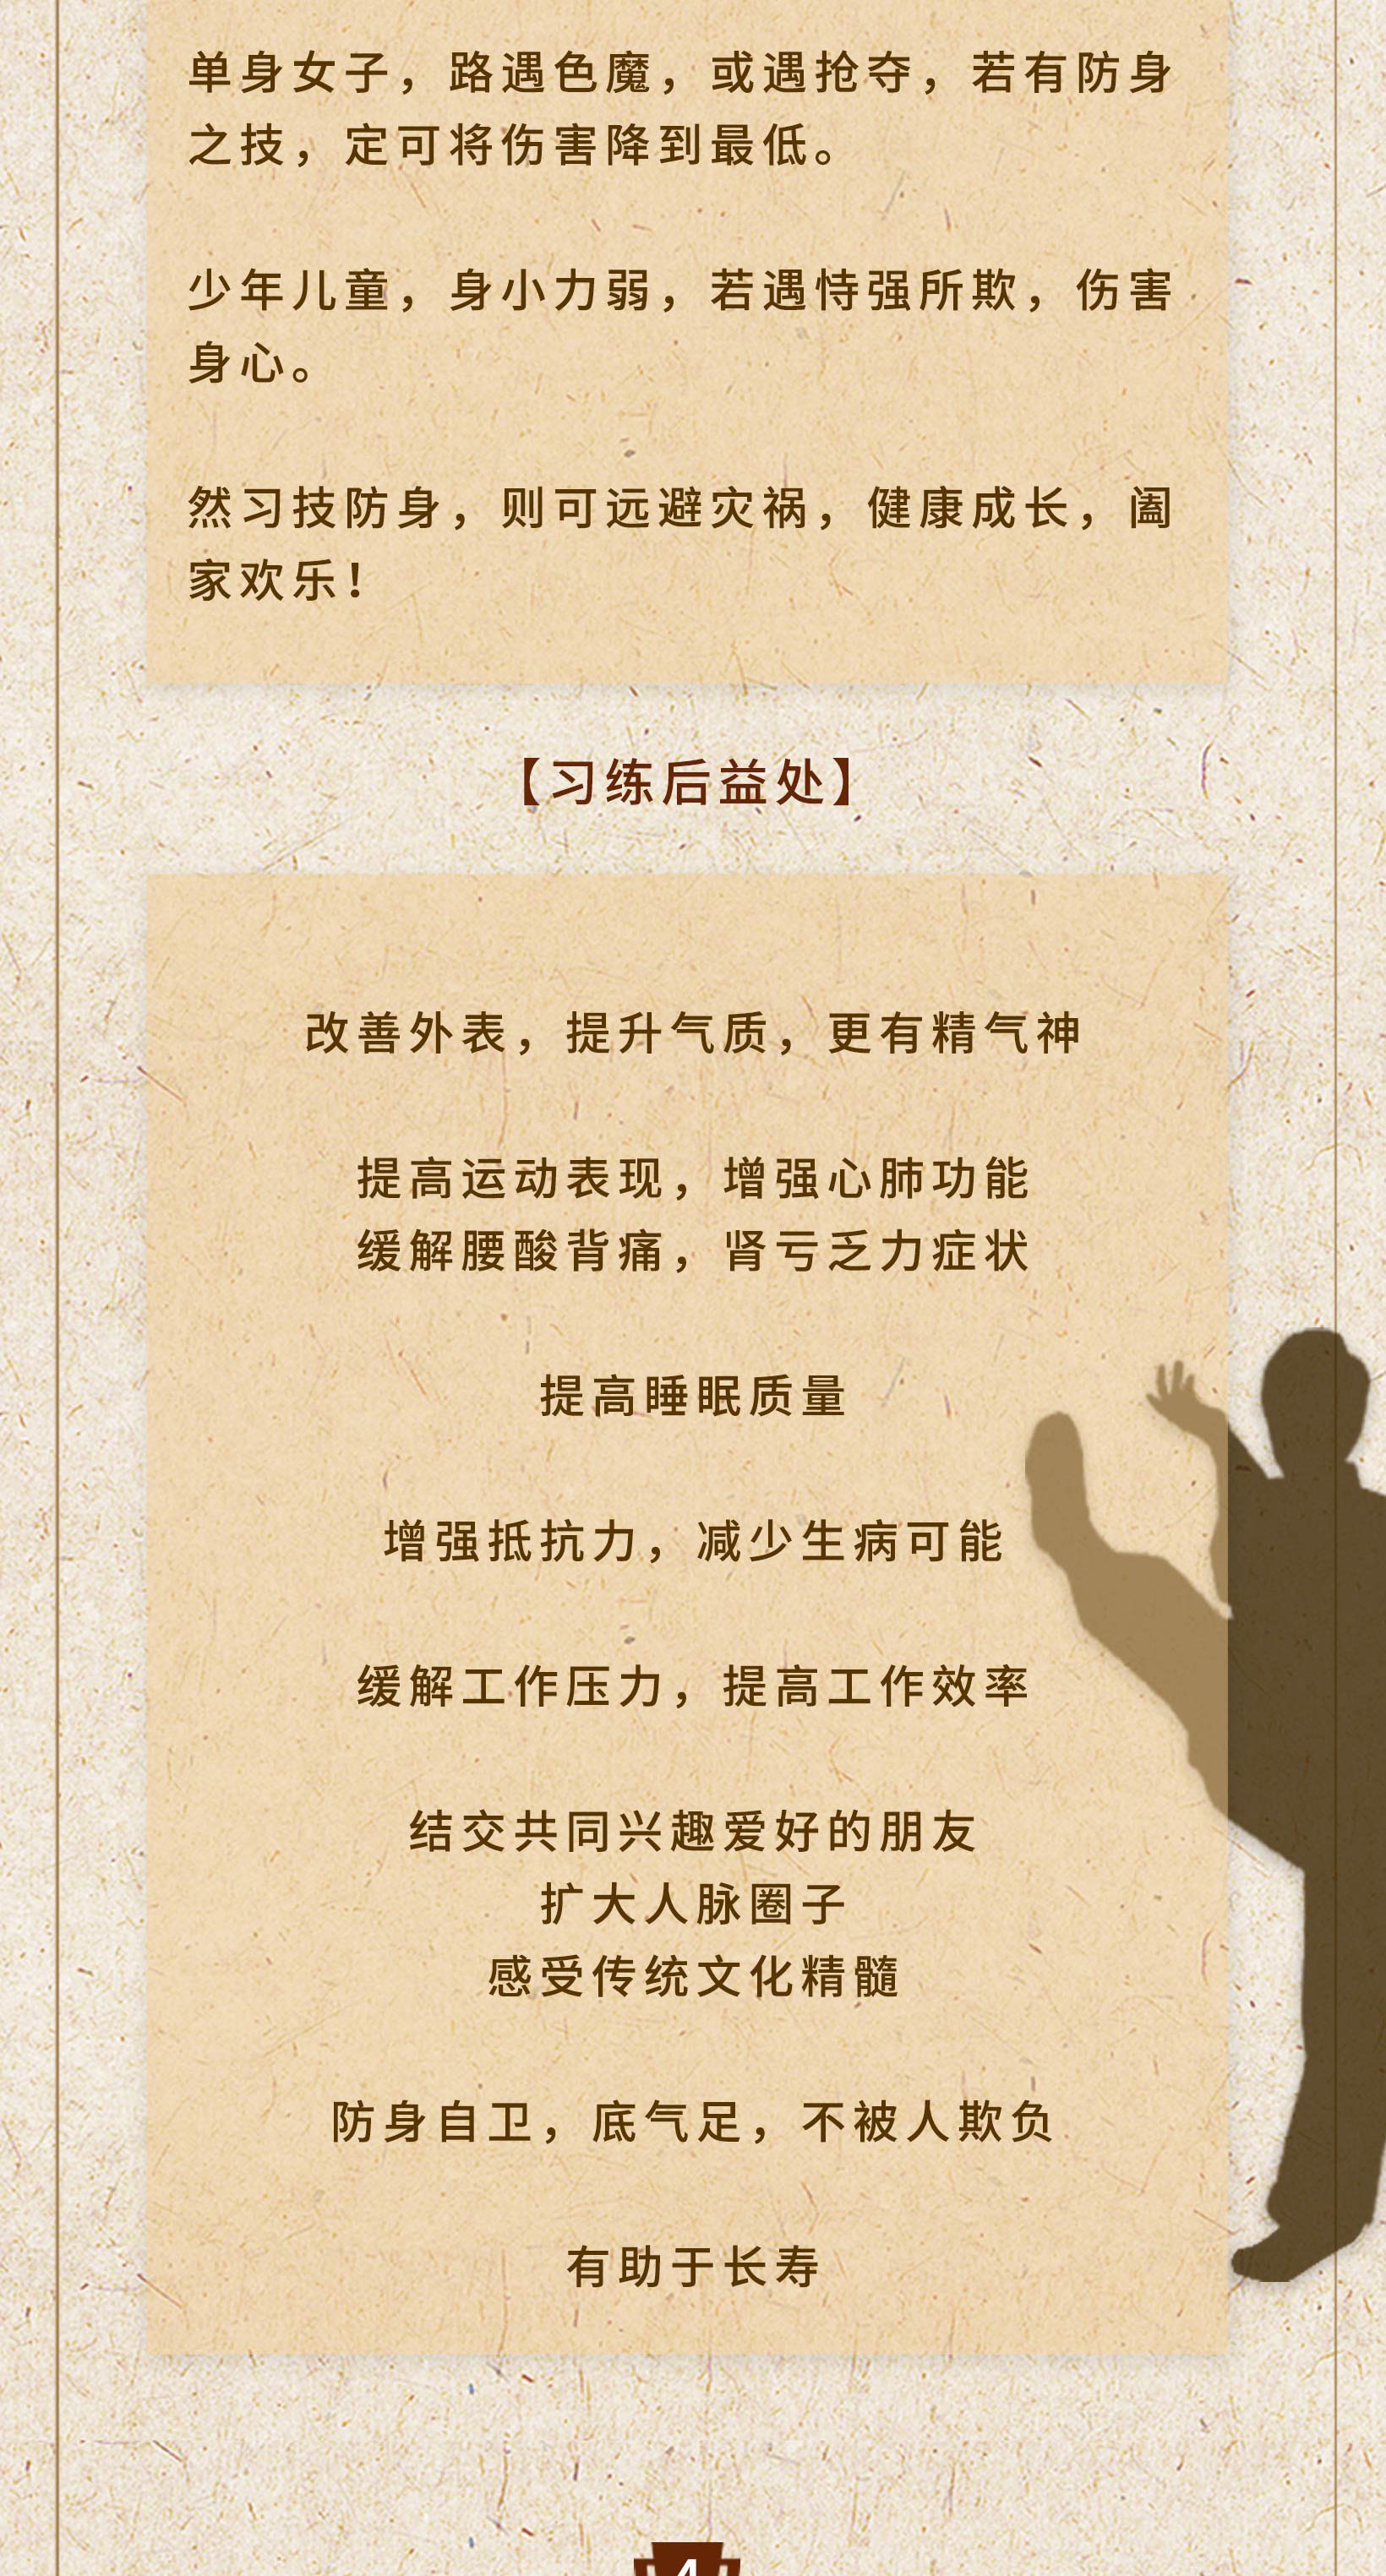 单身女子，路遇色魔，或遇抢夺，若有防身
之技，定可将伤害降到最低。
少年儿童，身小力弱，若遇恃强所欺，伤害
身心。
然习技防身，则可远避灾祸，健康成长，阖
家欢乐！
【习练后益处】
改善外表，提升气质，更有精气神
提高运动表现，增强心肺功能
缓解腰酸背痛，肾亏乏力症状
提高睡眠质量
增强抵抗力，减少生病可能
缓解工作压力，提高工作效率
结交共同兴趣爱好的朋友
扩大人脉圈子
感受传统文化精髓
防身自卫，底气足，不被人欺负
有助于长寿
4